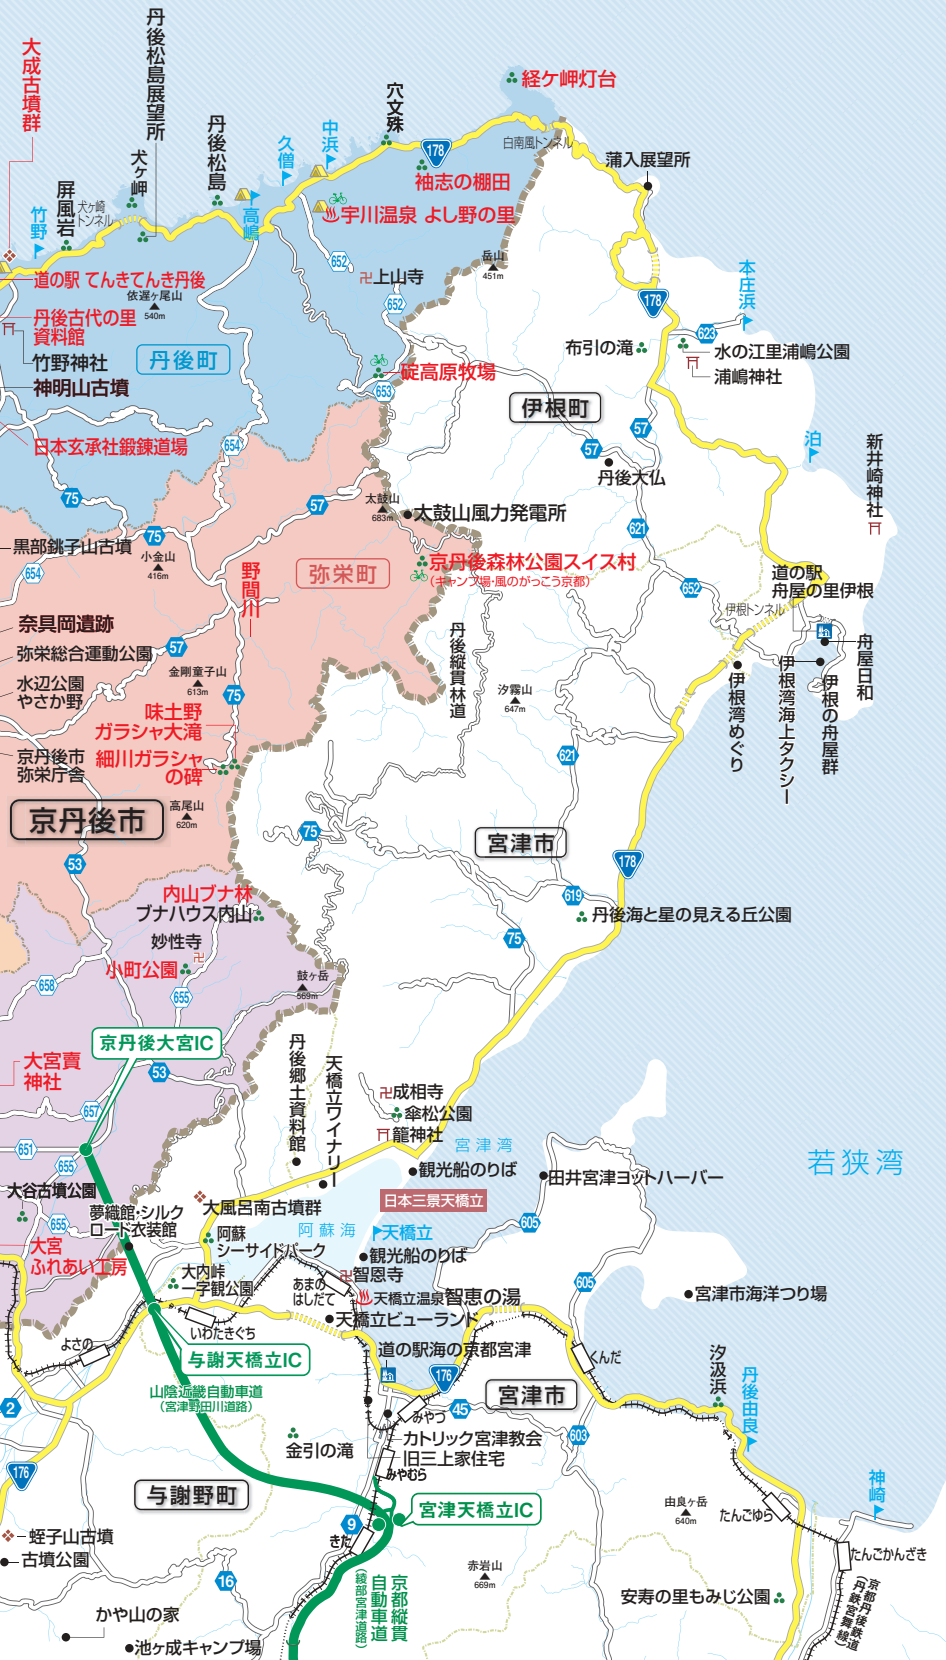 大成古墳群
丹後松島展望所
経ケ岬灯台
穴文殊
丹後松島
中浜
久僧
178
白南風トンネル
蒲入展望所
犬ヶ岬
屏風岩
竹野
犬ヶ崎
トンネル
袖志の棚田
宇川温泉 よし野の里
高嶋
652
岳山
451m
上山寺
652
道の駅 てんきてんき丹後
依遅ヶ尾山
540m
丹後古代の里
資料館
竹野神社
神明山古墳
丹後町
本庄浜
178
623
布引の滝
水の江里浦嶋公園
浦嶋神社
碇高原牧場
653
伊根町
57
57
丹後大仏
泊
新井崎神社
日本玄承社鍛錬道場
654
75
57
太鼓山
683m
太鼓山風力発電所
75
黒部銚子山古墳
小金山
416m
654
621
弥栄町
京丹後森林公園スイス村
(キャンプ場・風のがっこう京都)
野間川
652
道の駅
舟屋の里伊根
伊根トンネル
奈具岡遺跡
弥栄総合運動公園
57
金剛童子山
613m
水辺公園
やさか野
75
丹後縦貫林道
汐霧山
647m
舟屋日和
伊根の舟屋群
伊根湾海上タクシー
伊根湾めぐり
味土野
ガラシャ大滝
京丹後市
弥栄庁舎
細川ガラシャ
の碑
621
京丹後市
高尾山
620m
75
宮津市
178
53
619
丹後海と星の見える丘公園
内山ブナ林
ブナハウス内山
75
妙性寺
小町公園
鼓ヶ岳
569m
658
655
京丹後大宮IC
丹後郷土資料館
天橋立ワイナリー
大宮賣
神社
53
657
成相寺
傘松公園
籠神社
宮津湾
651
655
観光船のりば
田井宮津ヨットハーバー
若狭湾
大谷古墳公園
日本三景天橋立
655
夢織館・シルク
ロード衣装館
大風呂南古墳群
阿蘇海
天橋立
605
阿蘇
シーサイドパーク
観光船のりば
大宮
ふれあい工房
大内峠
一字観公園
智恩寺
あまの
はしだて
天橋立温泉智恵の湯
605
宮津市海洋つり場
天橋立ビューランド
いわたきぐち
よさの
与謝天橋立IC
道の駅海の京都宮津
くんだ
汐汲浜
176
丹後由良
山陰近畿自動車道
(宮津野田川道路)
宮津市
2
みやづ
45
カトリック宮津教会
旧三上家住宅
603
金引の滝
みやむら
176
与謝野町
神崎
宮津天橋立IC
由良ヶ岳
640m
たんごゆら
9
きた
蛭子山古墳
古墳公園
たんごかんざき
赤岩山
669m
16
京都縦貫
自動車道
(綾部宮津道路)
安寿の里もみじ公園
京都丹後鉄道
(丹鉄宮舞線)
かや山の家
池ヶ成キャンプ場